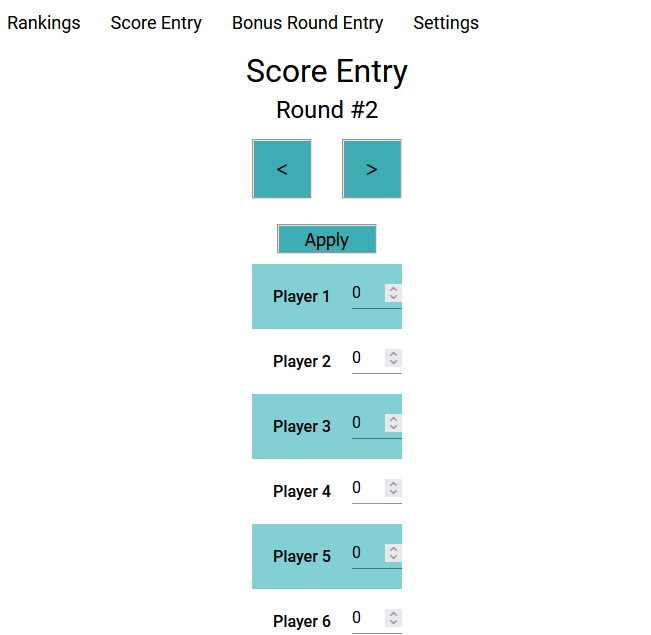 Rankings Score Entry Bonus Round Entry Settings
Score Entry
Round #2
< >
Apply
Player 1 0
Player 2 0
Player 3 0
Player 4 0
Player 5 0
Player 6 0